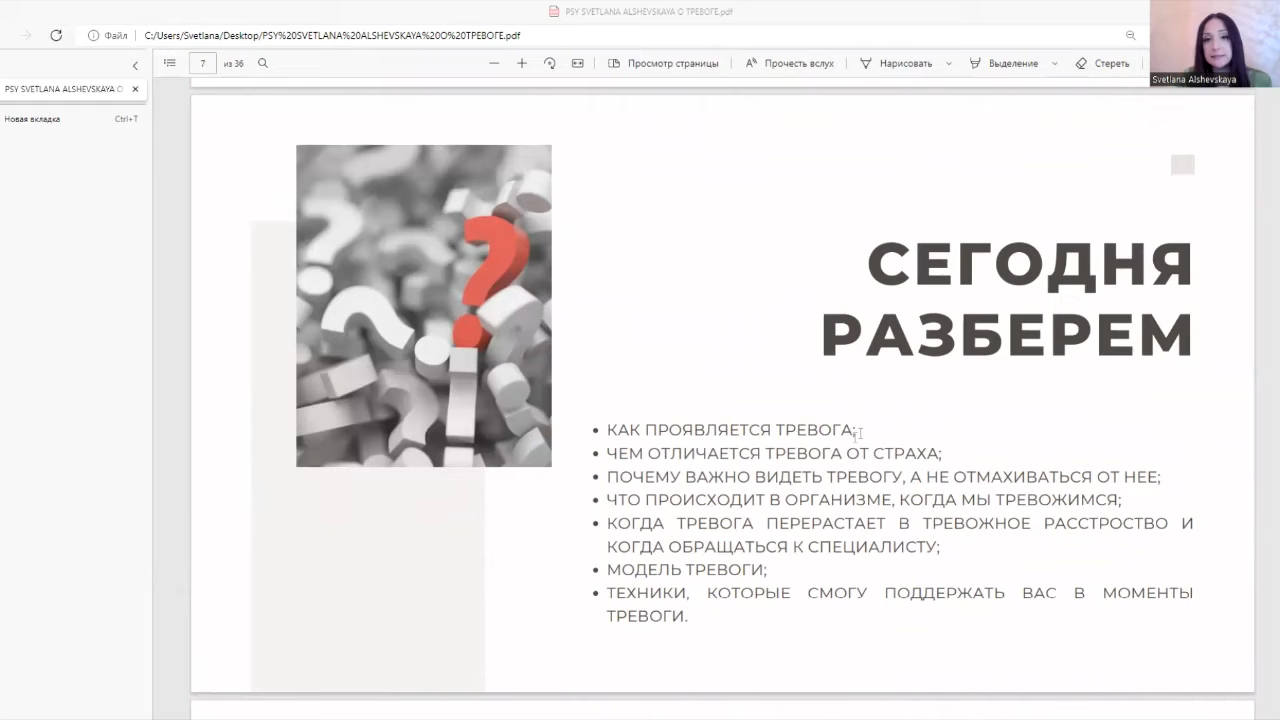 PSY SVETLANA ALSHEVSKAYA О ТРЕВОГЕ.pdf
Файл
C:/Users/Svetlana/Desktop/PSY%20SVETLANA%20ALSHEVSKAYA%20О%20ТРЕВОГЕ.pdf
7 из 36
Просмотр страницы
Прочесть вслух
Нарисовать
Выделение
Стереть
Svetlana Alshevskaya
PSY SVETLANA ALSHEVSKAYA О
Новая вкладка Ctrl+T
СЕГОДНЯ
РАЗБЕРЕМ
• КАК ПРОЯВЛЯЕТСЯ ТРЕВОГА;
• ЧЕМ ОТЛИЧАЕТСЯ ТРЕВОГА ОТ СТРАХА;
• ПОЧЕМУ ВАЖНО ВИДЕТЬ ТРЕВОГУ, А НЕ ОТМАХИВАТЬСЯ ОТ НЕЕ;
• ЧТО ПРОИСХОДИТ В ОРГАНИЗМЕ, КОГДА МЫ ТРЕВОЖИМСЯ;
• КОГДА ТРЕВОГА ПЕРЕРАСТАЕТ В ТРЕВОЖНОЕ РАССТРОСТВО И
КОГДА ОБРАЩАТЬСЯ К СПЕЦИАЛИСТУ;
• МОДЕЛЬ ТРЕВОГИ;
• ТЕХНИКИ, КОТОРЫЕ СМОГУ ПОДДЕРЖАТЬ ВАС В МОМЕНТЫ
ТРЕВОГИ.